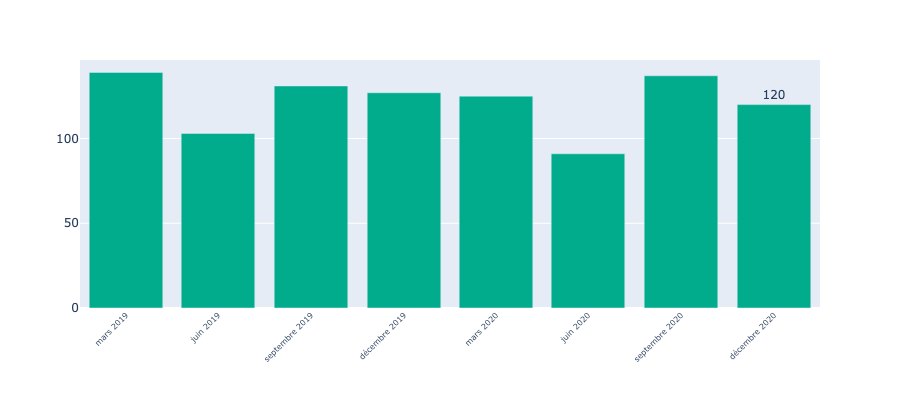 120
100
50
0
mars 2019
juin 2019
septembre 2019
décembre 2019
mars 2020
juin 2020
septembre 2020
décembre 2020